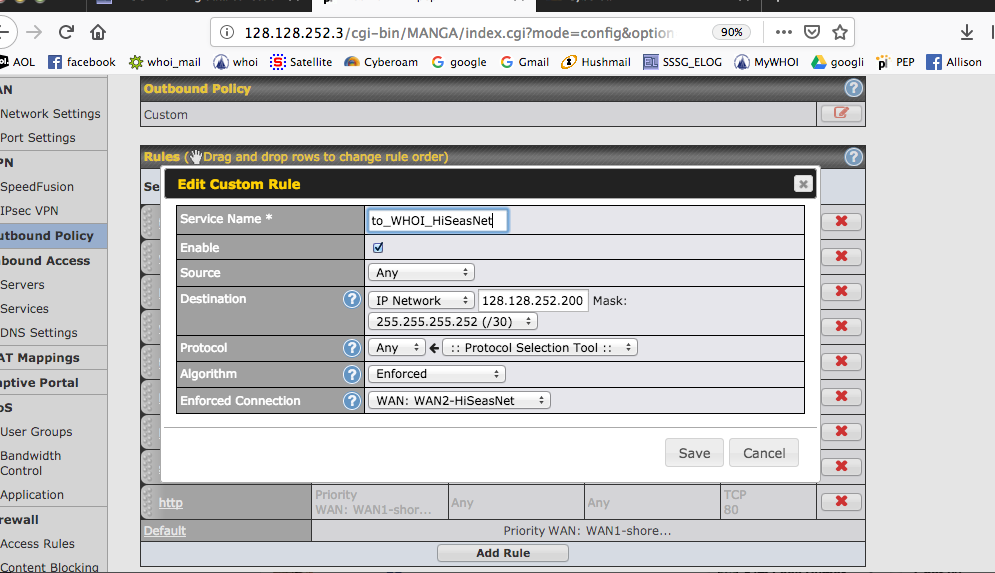 128.128.252.3/cgi-bin/MANGA/index.cgi?mode=config&option
90%
AOL facebook whoi_mail whoi Satellite Cyberoam google Gmail Hushmail SSSG_ELOG MyWHOI googli PEP Allison
AN
Network Settings
Port Settings
PN
SpeedFusion
IPsec VPN
utbound Policy
bound Access
Servers
Services
DNS Settings
AT Mappings
aptive Portal
oS
User Groups
Bandwidth
Control
Application
irewall
Access Rules
Content Blocking
Outbound Policy
Custom
Rules (Drag and drop rows to change rule order)
Se
Edit Custom Rule
Service Name * to_WHOI_HiSeasNet
Enable
Source Any
Destination ? IP Network 128.128.252.200 Mask:
255.255.255.252 (/30)
Protocol ? Any :: Protocol Selection Tool ::
Algorithm ? Enforced
Enforced Connection ? WAN: WAN2-HiSeasNet
Save Cancel
http Priority Any Any TCP
WAN: WAN1-shor... 80
Default Priority WAN: WAN1-shore...
Add Rule